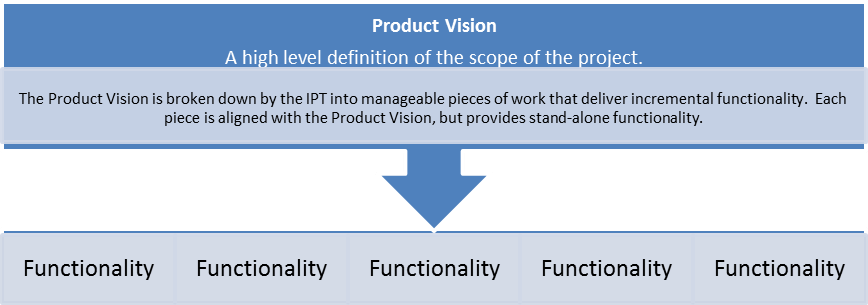 Product Vision
A high level definition of the scope of the project.
The Product Vision is broken down by the IPT into manageable pieces of work that deliver incremental functionality.  Each
piece is aligned with the Product Vision, but provides stand-alone functionality.
Functionality Functionality Functionality Functionality Functionality